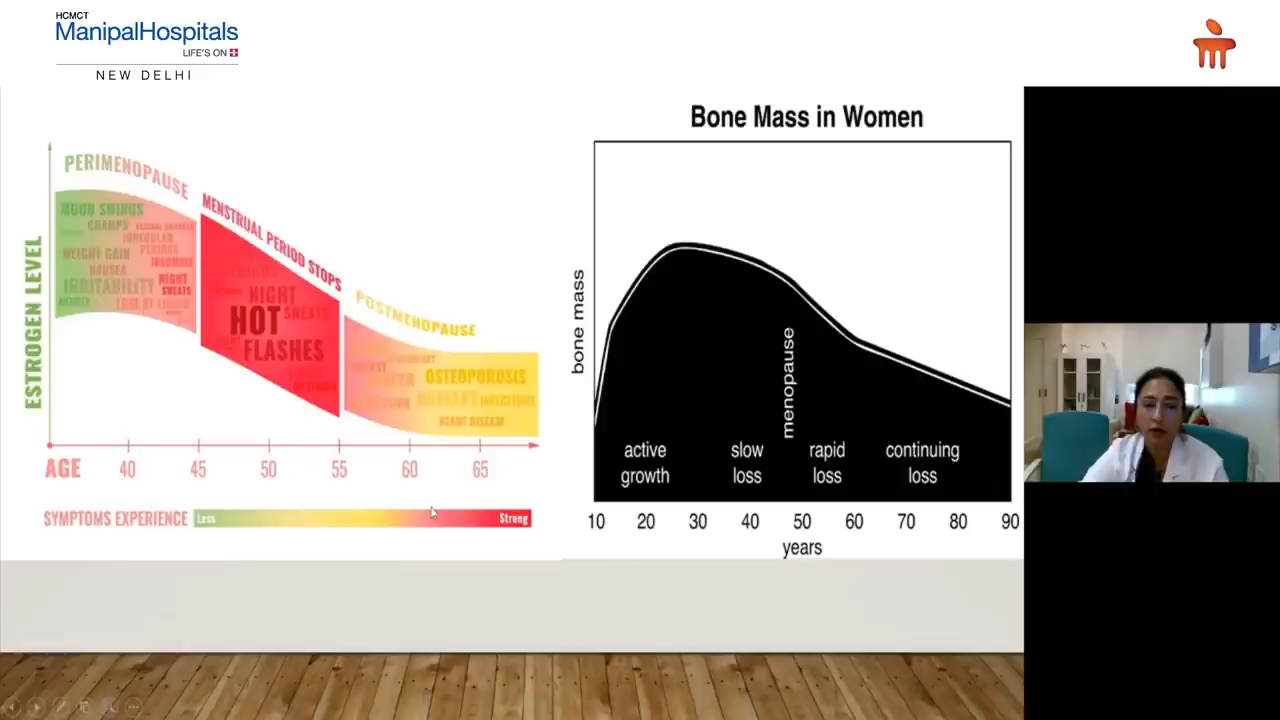 HCMCT
ManipalHospitals
LIFE'S ON
NEW DELHI
PERIMENOPAUSE
MENSTRUAL PERIOD STOPS
POSTMENOPAUSE
ESTROGEN LEVEL
MOOD SWINGS
CRAMPS
IRREGULAR
PERIODS
WEIGHT GAIN
INSOMNIA
NAUSEA
IRRITABILITY
NIGHT
SWEATS
ANXIETY
NIGHT
SWEATS
HOT
FLASHES
OSTEOPOROSIS
HEART DISEASE
AGE
40
45
50
55
60
65
SYMPTOMS EXPERIENCE
Less
Strong
Bone Mass in Women
bone mass
menopause
active
growth
slow
loss
rapid
loss
continuing
loss
10 20 30 40 50 60 70 80 90
years